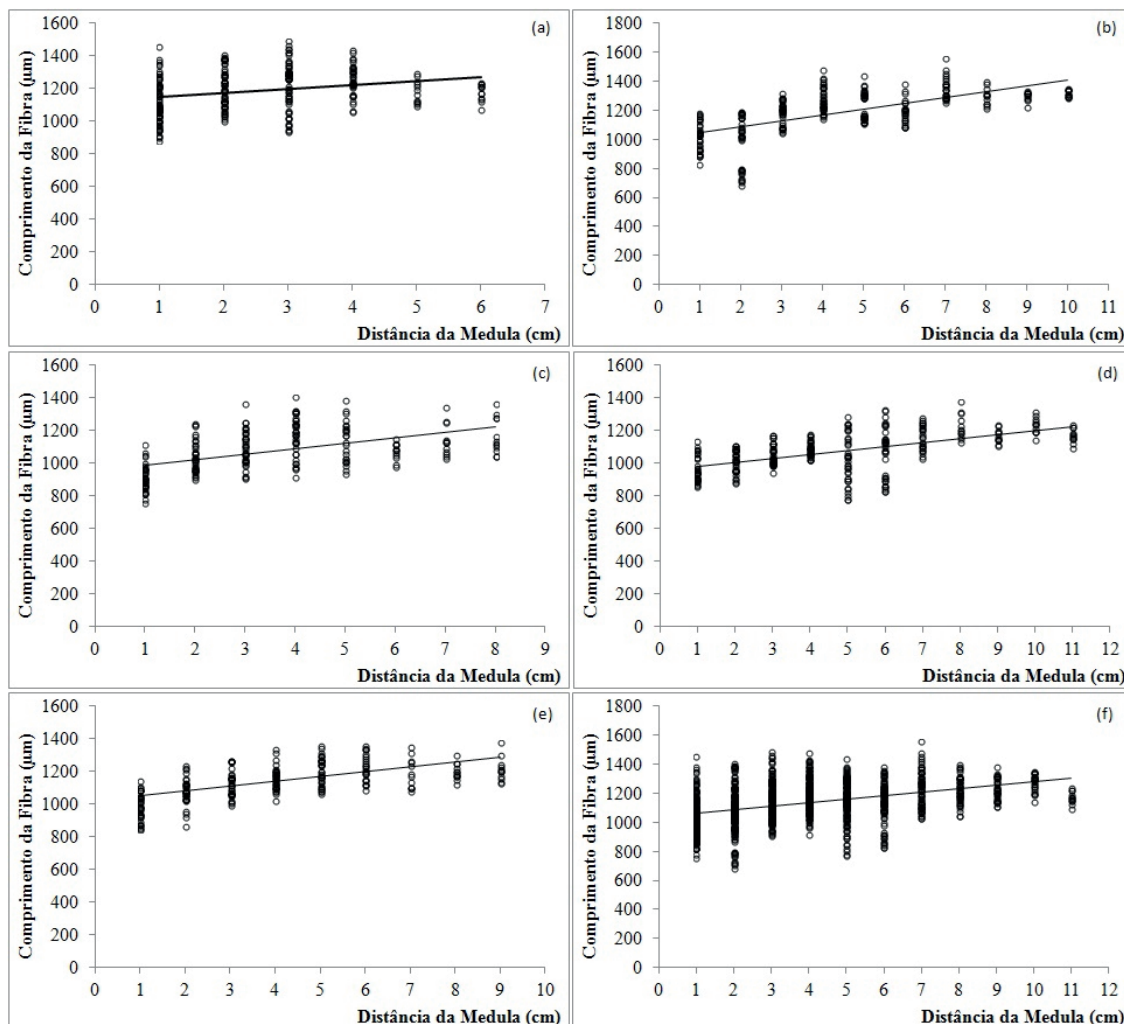 (a)
Comprimento da Fibra (µm)
1600
1400
1200
1000
800
600
400
200
0
0 1 2 3 4 5 6 7
Distância da Medula (cm)
(b)
Comprimento da Fibra (µm)
1800
1600
1400
1200
1000
800
600
400
200
0
0 1 2 3 4 5 6 7 8 9 10 11
Distância da Medula (cm)
(c)
Comprimento da Fibra (µm)
1600
1400
1200
1000
800
600
400
200
0
0 1 2 3 4 5 6 7 8 9
Distância da Medula (cm)
(d)
Comprimento da Fibra (µm)
1600
1400
1200
1000
800
600
400
200
0
0 1 2 3 4 5 6 7 8 9 10 11 12
Distância da Medula (cm)
(e)
Comprimento da Fibra (µm)
1600
1400
1200
1000
800
600
400
200
0
0 1 2 3 4 5 6 7 8 9 10
Distância da Medula (cm)
(f)
Comprimento da Fibra (µm)
1800
1600
1400
1200
1000
800
600
400
200
0
0 1 2 3 4 5 6 7 8 9 10 11 12
Distância da Medula (cm)